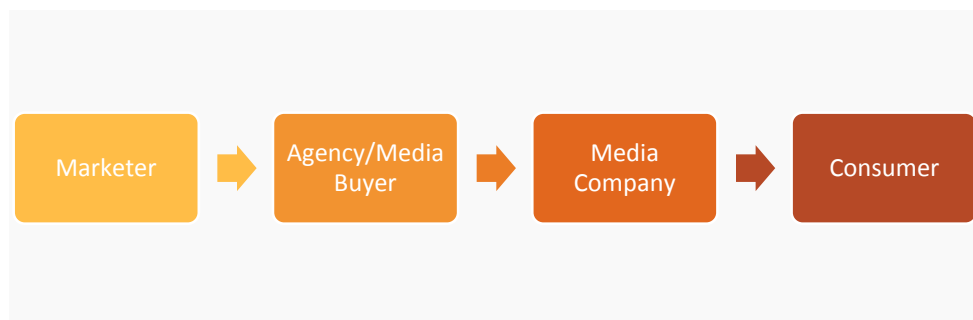 Marketer
Agency/Media
Buyer
Media
Company
Consumer